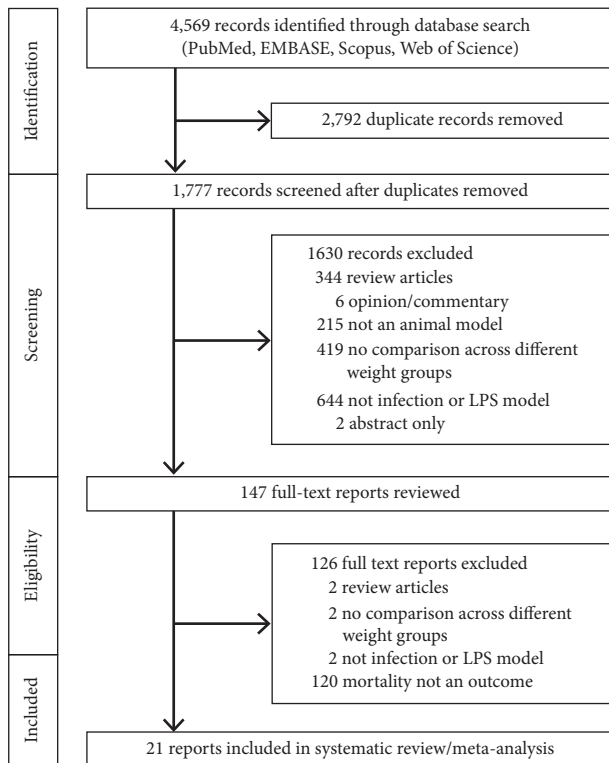 Identification
4,569 records identified through database search
(PubMed, EMBASE, Scopus, Web of Science)
2,792 duplicate records removed
Screening
1,777 records screened after duplicates removed
1630 records excluded
344 review articles
6 opinion/commentary
215 not an animal model
419 no comparison across different
weight groups
644 not infection or LPS model
2 abstract only
Eligibility
147 full-text reports reviewed
126 full text reports excluded
2 review articles
2 no comparison across different
weight groups
2 not infection or LPS model
120 mortality not an outcome
Included
21 reports included in systematic review/meta-analysis